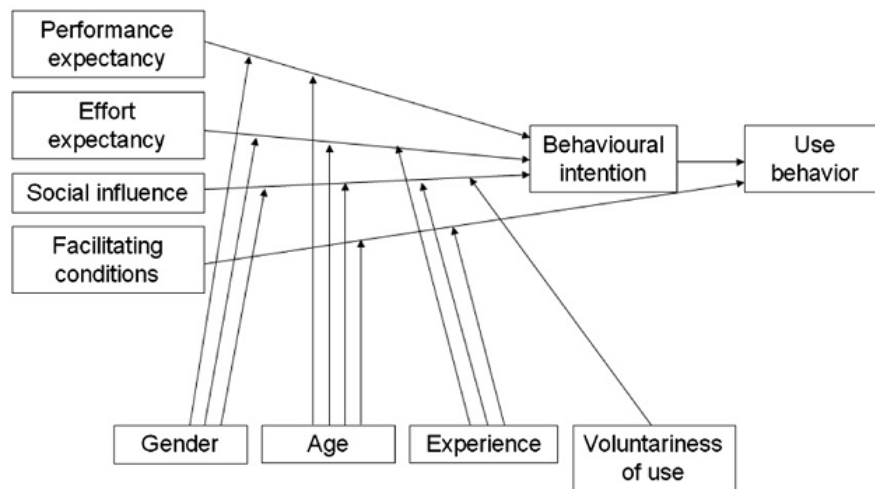 Performance
expectancy
Effort
expectancy
Social influence
Facilitating
conditions
Behavioural
intention
Use
behavior
Gender
Age
Experience
Voluntariness
of use